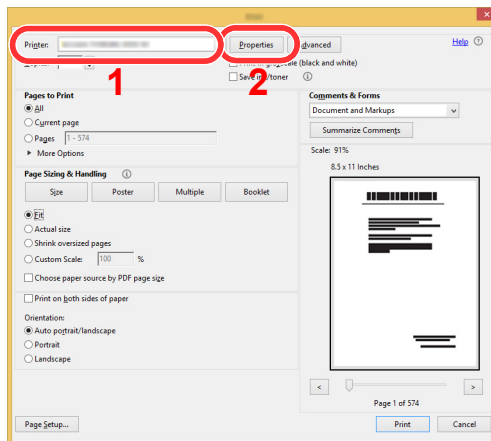 Printer:
Properties
Advanced
Help
1
2
(black and white)
Save ink/toner
Pages to Print
All
Current page
Pages 1 - 574
More Options
Comments & Forms
Document and Markups
Summarize Comments
Scale: 91%
8.5 x 11 Inches
Page Sizing & Handling
Size Poster Multiple Booklet
Fit
Actual size
Shrink oversized pages
Custom Scale: 100 %
Choose paper source by PDF page size
Print on both sides of paper
Orientation:
Auto portrait/landscape
Portrait
Landscape
< >
Page 1 of 574
Page Setup...
Print
Cancel